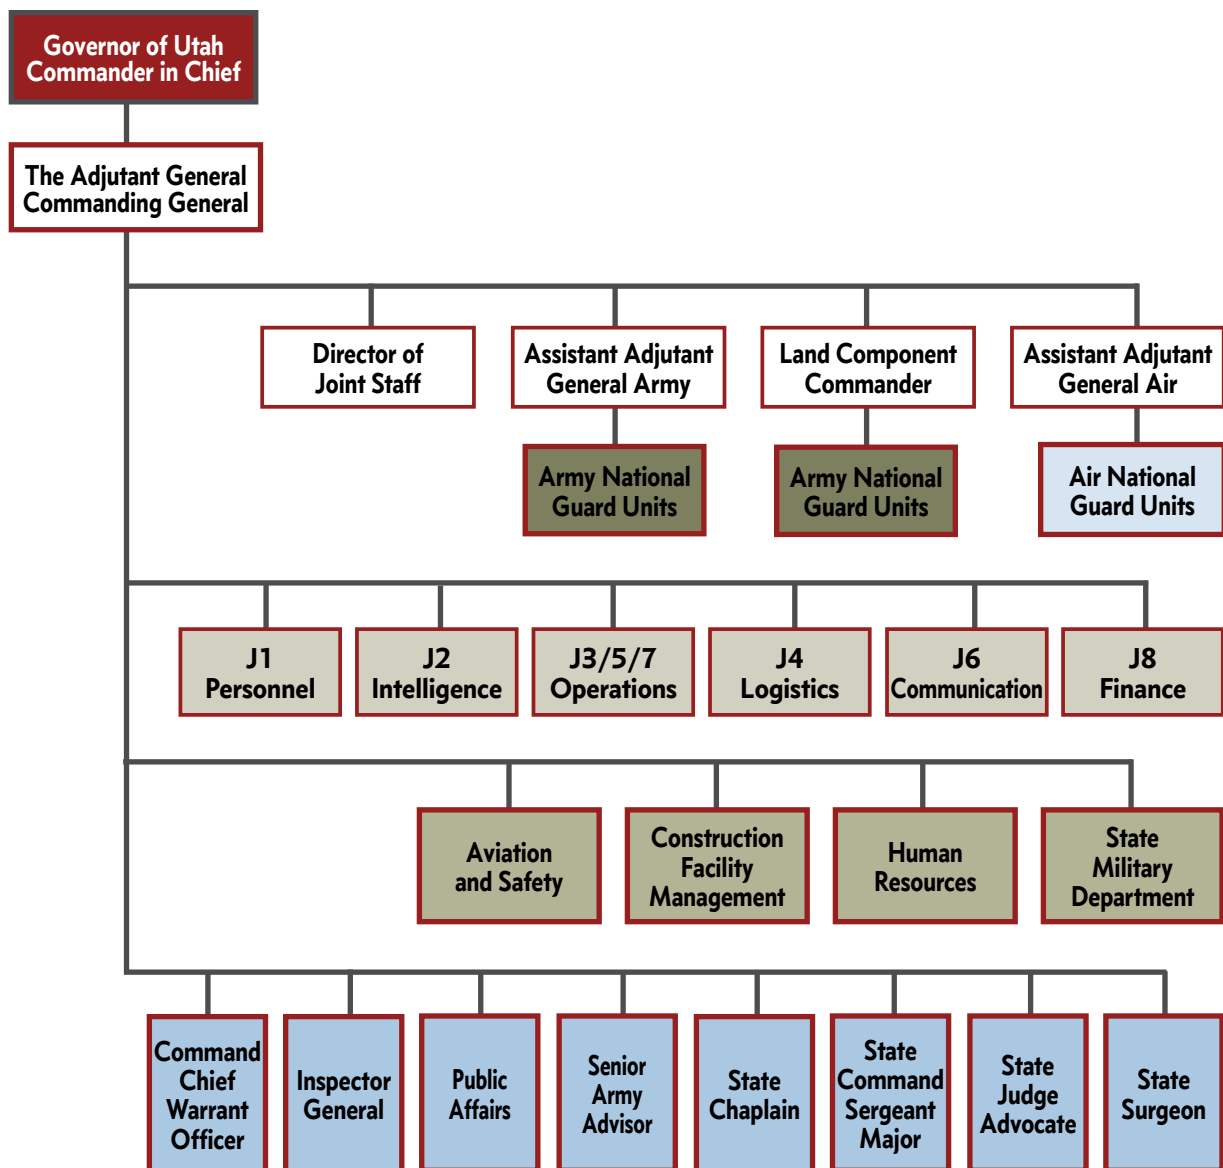 Governor of Utah
Commander in Chief
The Adjutant General
Commanding General
Director of
Joint Staff
Assistant Adjutant
General Army
Land Component
Commander
Assistant Adjutant
General Air
Army National
Guard Units
Army National
Guard Units
Air National
Guard Units
J1
Personnel
J2
Intelligence
J3/5/7
Operations
J4
Logistics
J6
Communication
J8
Finance
Aviation
and Safety
Construction
Facility
Management
Human
Resources
State
Military
Department
Command
Chief
Warrant
Officer
Inspector
General
Public
Affairs
Senior
Army
Advisor
State
Chaplain
State
Command
Sergeant
Major
State
Judge
Advocate
State
Surgeon